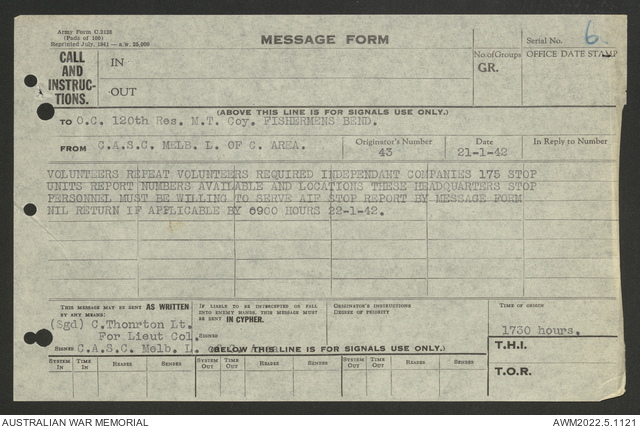 Army Form C.2128
(Pads of 100)
Reprinted July, 1941—A.W. 25,000
MESSAGE FORM
Serial No. 6.
CALL AND INSTRUC-TIONS.
IN
OUT
No. of Groups
GR.
OFFICE DATE STAMP
(ABOVE THIS LINE IS FOR SIGNALS USE ONLY.)
TO O.C. 120th Res. M.T. Coy. FISHERMENS BEND.
FROM C.A.S.C. MELB. L. OF C. AREA.
Originator's Number
43
Date
21-1-42
In Reply to Number
VOLUNTEERS REPEAT VOLUNTEERS REQUIRED INDEPENDANT COMPANIES 175 STOP
UNITS REPORT NUMBERS AVAILABLE AND LOCATIONS THESE HEADQUARTERS STOP
PERSONNEL MUST BE WILLING TO SERVE AIF STOP REPORT BY MESSAGE FORM
NIL RETURN IF APPLICABLE BY 0900 HOURS 22-1-42.
THIS MESSAGE MAY BE SENT AS WRITTEN
BY ANY MEANS:
(Sgd) C.Thonrton Lt.
For Lieut Col.
SIGNED C.A.S.C. Melb. L. of C. Area
IF LIABLE TO BE INTERCEPTED OR FALL
INTO ENEMY HANDS, THIS MESSAGE MUST
BE SENT IN CYPHER.
SIGNED
ORIGINATOR'S INSTRUCTIONS
DEGREE OF PRIORITY
TIME OF ORIGIN
1730 hours.
T.H.I.
T.O.R.
(BELOW THIS LINE IS FOR SIGNALS USE ONLY.)
SYSTEM IN TIME IN READER SENDER SYSTEM OUT TIME OUT READER SENDER SYSTEM OUT TIME OUT READER SENDER
AUSTRALIAN WAR MEMORIAL
AWM2022.5.1121